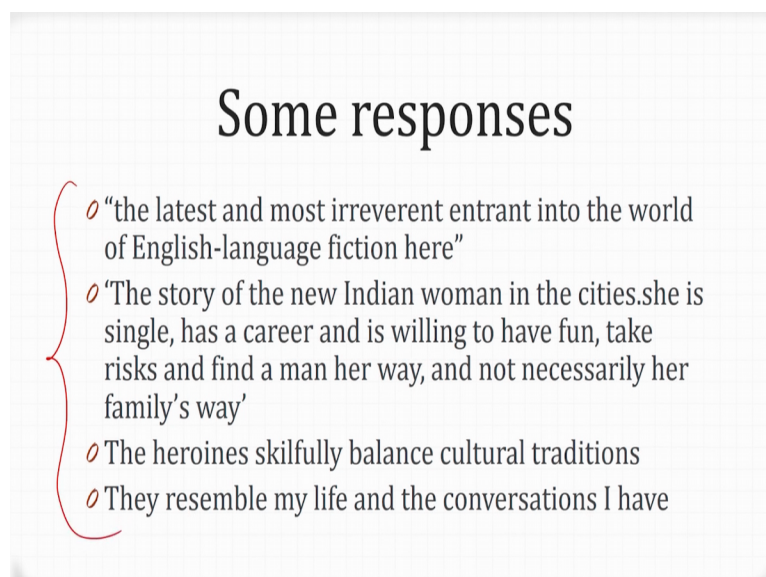 Some responses
“the latest and most irreverent entrant into the world
of English-language fiction here”
‘The story of the new Indian woman in the cities.she is
single, has a career and is willing to have fun, take
risks and find a man her way, and not necessarily her
family’s way’
The heroines skilfully balance cultural traditions
They resemble my life and the conversations I have